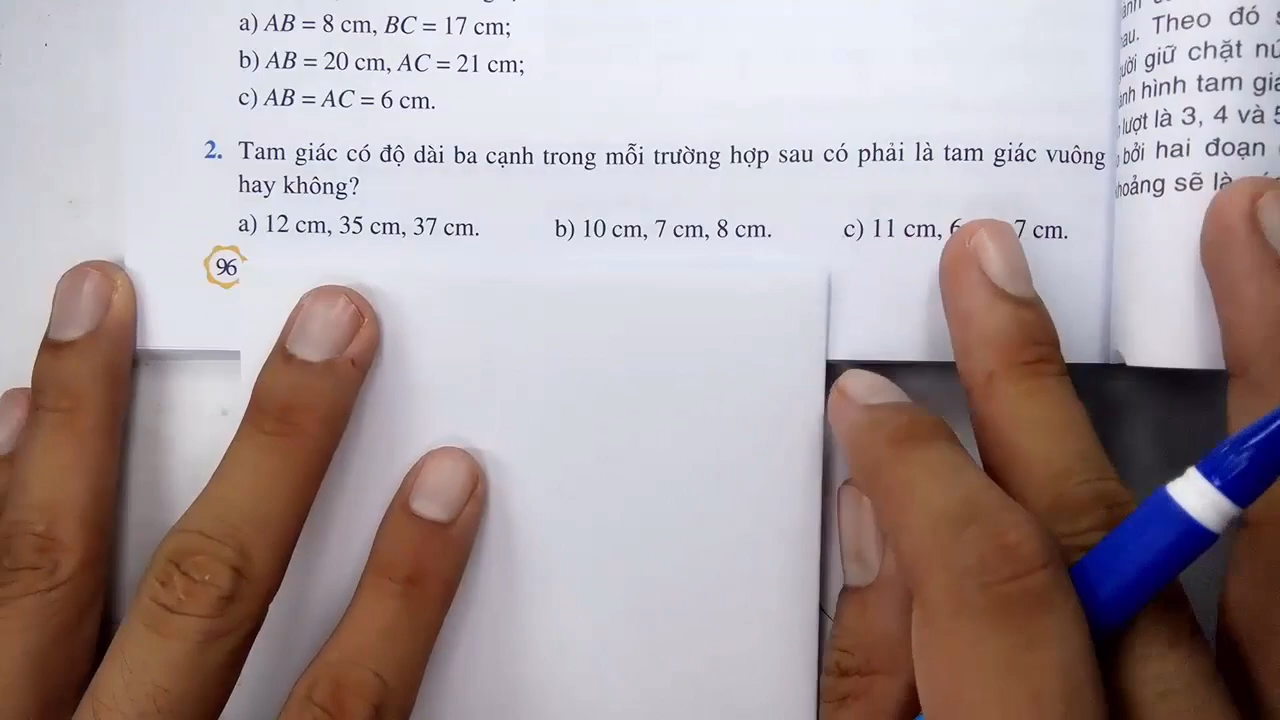 a) AB = 8 cm, BC = 17 cm;
b) AB = 20 cm, AC = 21 cm;
c) AB = AC = 6 cm.
2. Tam giác có độ dài ba cạnh trong mỗi trường hợp sau có phải là tam giác vuông
hay không?
a) 12 cm, 35 cm, 37 cm. b) 10 cm, 7 cm, 8 cm. c) 11 cm, 7 cm.
96
Theo đó
giữ chặt
hình tam
lượt là 3, 4 và 5
bởi hai đoạn
khoảng sẽ là